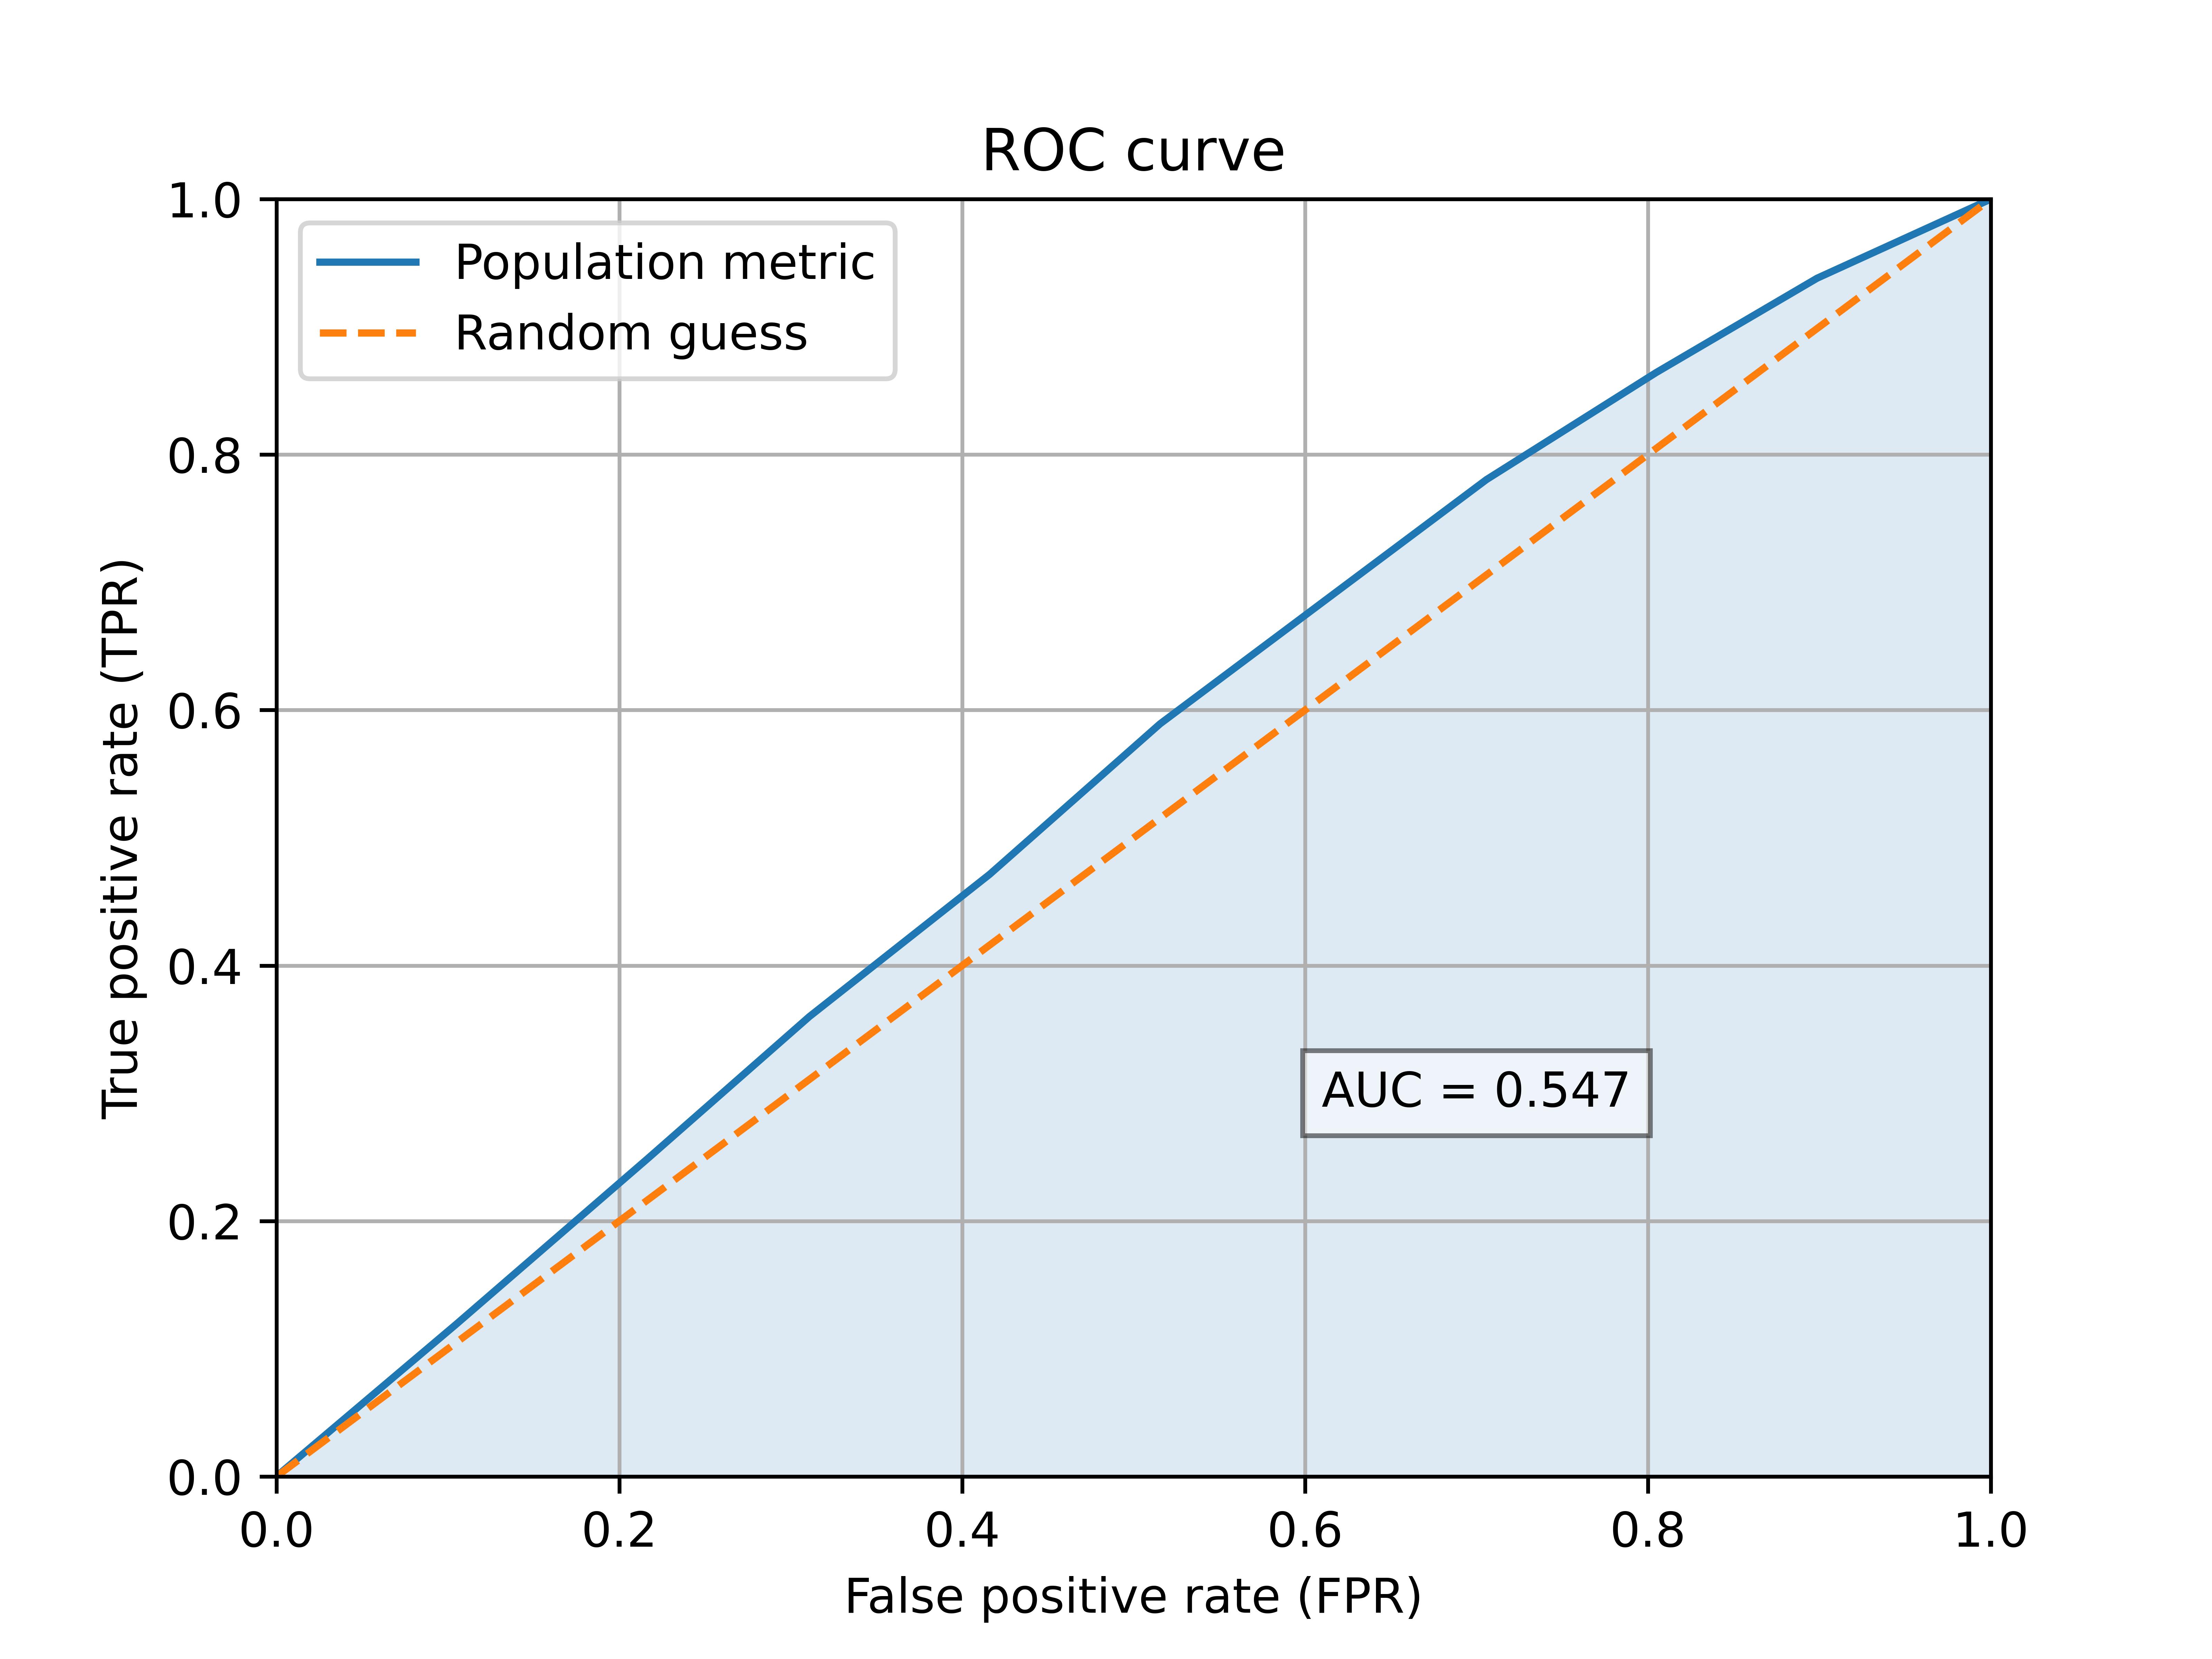 ROC curve
Population metric
Random guess
1.0
0.8
0.6
0.4
0.2
0.0
True positive rate (TPR)
AUC = 0.547
0.0 0.2 0.4 0.6 0.8 1.0
False positive rate (FPR)